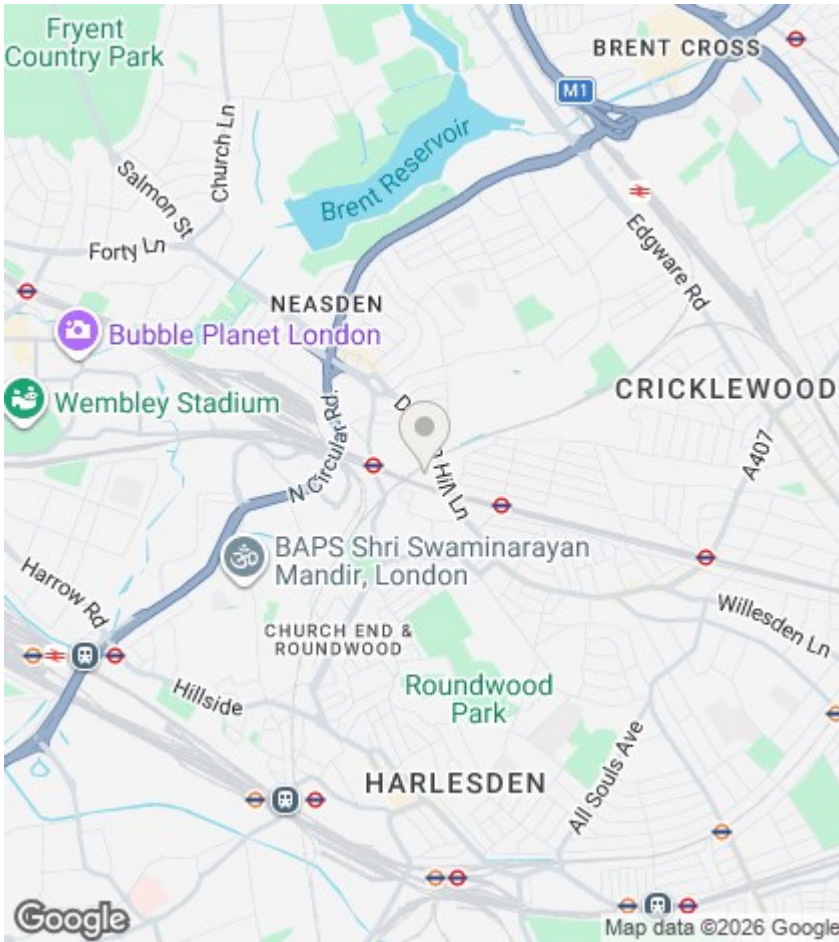 Fryent
Country Park
BRENT CROSS
M1
Church Ln
Brent Reservoir
Salmon St
Edgware Rd
Forty Ln
NEASDEN
Bubble Planet London
CRICKLEWOOD
Wembley Stadium
N Circular Rd
Hill Ln
A407
BAPS Shri Swaminarayan
Mandir, London
Harrow Rd
Willesden Ln
CHURCH END &
ROUNDWOOD
Hillside
Roundwood
Park
All Souls Ave
HARLESDEN
Google
Map data ©2026 Google